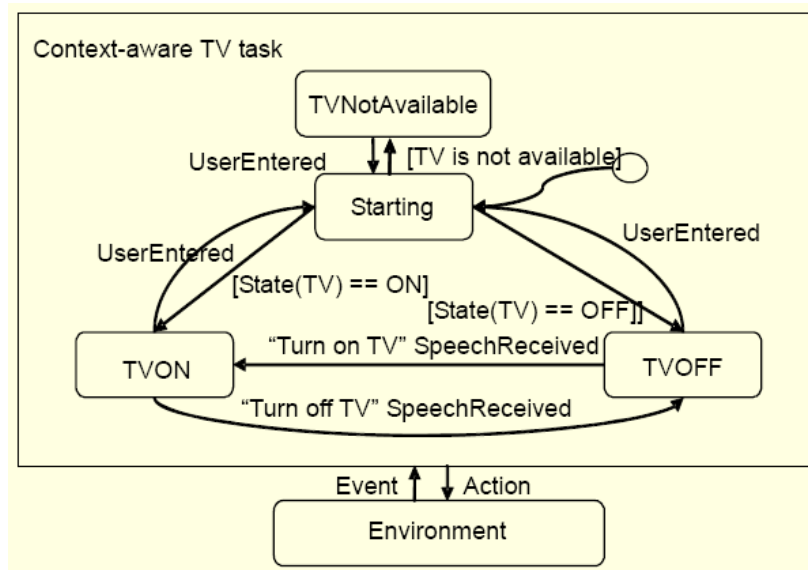 Context-aware TV task
TVNotAvailable
UserEntered
[TV is not available]
Starting
UserEntered
UserEntered
[State(TV) == ON]
[State(TV) == OFF]]
“Turn on TV” SpeechReceived
TVON
TVOFF
“Turn off TV” SpeechReceived
Event
Action
Environment